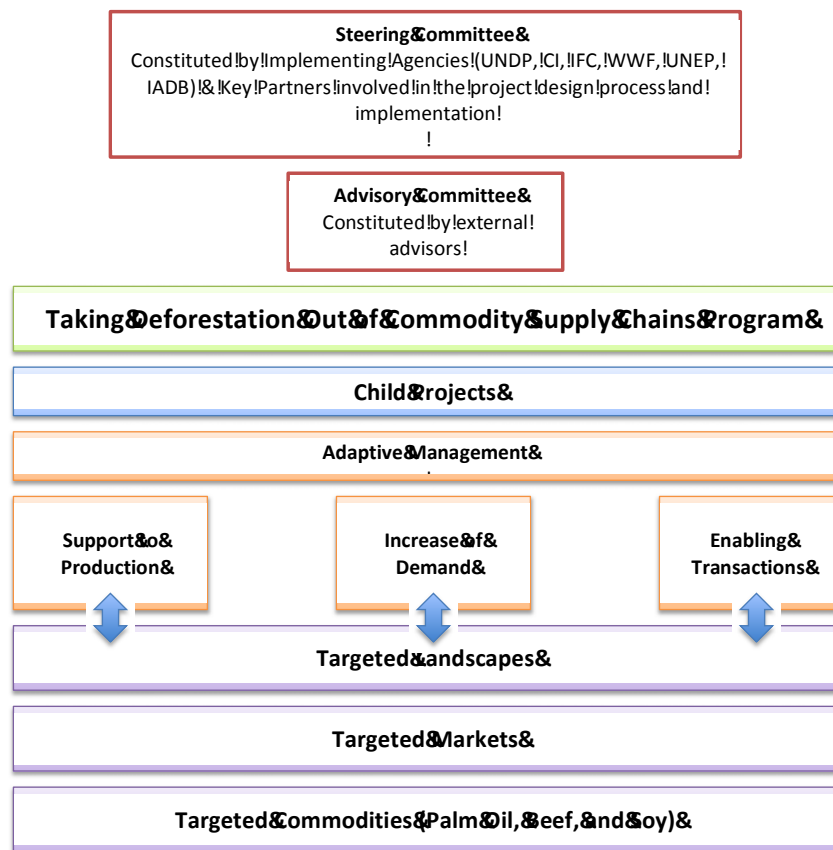 Steering&Committee&
Constituted!by!Implementing!Agencies!(UNDP,!CI,!IFC,!WWF,!UNEP,!
IADB)!&!Key!Partners!involved!in!the!project!design!process!and!
implementation!
!
Advisory&Committee&
Constituted!by!external!
advisors!
Taking&Deforestation&Out&of&Commodity&Supply&Chains&Program&
Child&Projects&
Adaptive&Management&
!
Support&to&
Production&
Increase&of&
Demand&
Enabling&
Transactions&
Targeted&Landscapes&
Targeted&Markets&
Targeted&Commodities&(Palm&Oil,&Beef,&and&Soy)&